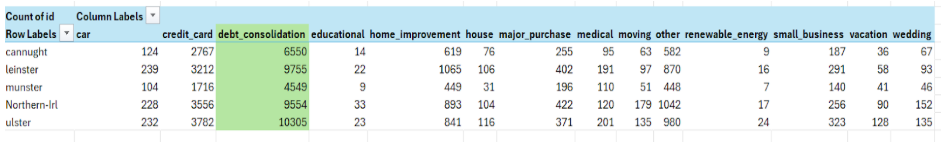 Count of id Column Labels
Row Labels car credit_card debt_consolidation educational home_improvement house major_purchase medical moving other renewable_energy small_business vacation wedding
cannught 124 2767 6550 14 619 76 255 95 63 582 9 187 36 67
leinster 239 3212 9755 22 1065 106 402 191 97 870 16 291 58 93
munster 104 1716 4549 9 449 31 196 110 51 448 7 140 41 46
Northern-Irl 228 3556 9554 33 893 104 422 120 179 1042 17 256 90 152
ulster 232 3782 10305 23 841 116 371 201 135 980 24 323 128 135